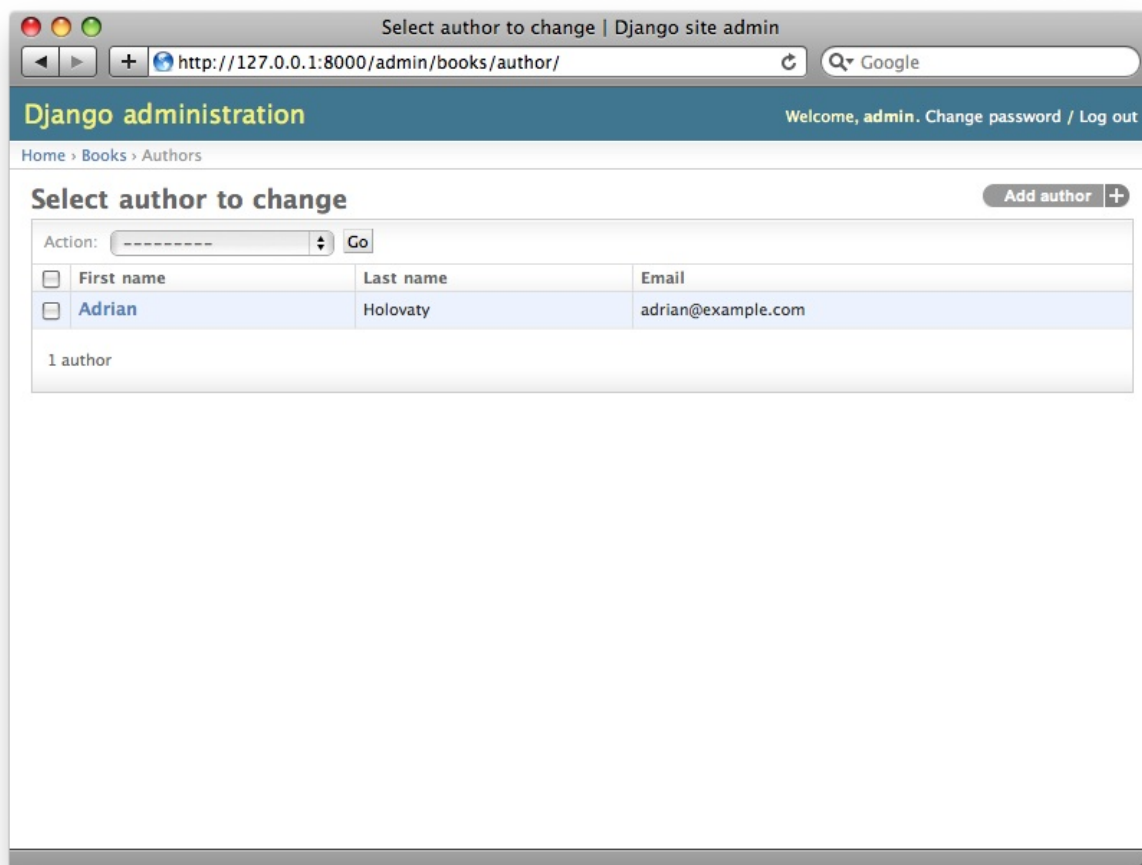 Select author to change | Django site admin
http://127.0.0.1:8000/admin/books/author/ Google
Django administration Welcome, admin. Change password / Log out
Home › Books › Authors
Select author to change Add author +
Action: --------- Go
First name Last name Email
Adrian Holovaty adrian@example.com
1 author